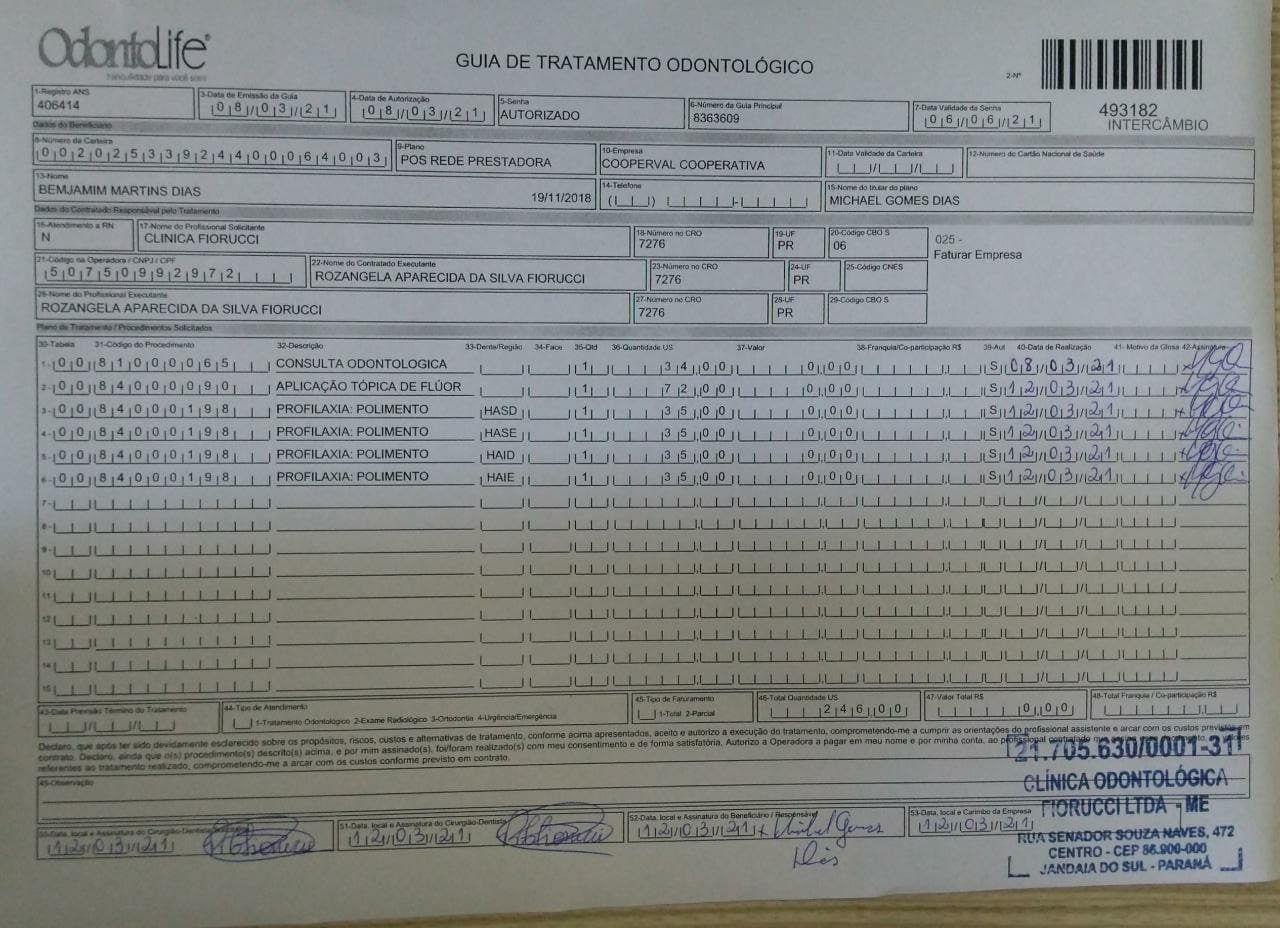 OdontoLife
tranquilidade para você sorrir
GUIA DE TRATAMENTO ODONTOLÓGICO
2-Nº
493182
INTERCÂMBIO
1-Registro ANS
406414
3-Data de Emissão da Guia
08/03/21
4-Data de Autorização
08/03/21
5-Senha
AUTORIZADO
6-Número da Guia Principal
8363609
7-Data Validade da Senha
06/06/21
Dados do Beneficiário
8-Número da Carteira
00202533924400064003
9-Plano
POS REDE PRESTADORA
10-Empresa
COOPERVAL COOPERATIVA
11-Data Validade da Carteira
12-Número do Cartão Nacional de Saúde
13-Nome
BEMJAMIM MARTINS DIAS 19/11/2018
14-Telefone
15-Nome do titular do plano
MICHAEL GOMES DIAS
Dados do Contratado Responsável pelo Tratamento
16-Atendimento a RN
N
17-Nome do Profissional Solicitante
CLINICA FIORUCCI
18-Número no CRO
7276
19-UF
PR
20-Código CBO S
06
025 -
Faturar Empresa
21-Código na Operadora / CNPJ / CPF
50750992972
22-Nome do Contratado Executante
ROZANGELA APARECIDA DA SILVA FIORUCCI
23-Número no CRO
7276
24-UF
PR
25-Código CNES
26-Nome do Profissional Executante
ROZANGELA APARECIDA DA SILVA FIORUCCI
27-Número no CRO
7276
28-UF
PR
29-Código CBO S
Plano de Tratamento / Procedimentos Solicitados
30-Tabela 31-Código do Procedimento 32-Descrição 33-Dente/Região 34-Face 35-Qtd 36-Quantidade US 37-Valor 38-Franquia/Co-participação R$ 39-Aut 40-Data de Realização 41- Motivo da Glosa 42-Assinatura
1- 00 81000065 CONSULTA ODONTOLOGICA 1 34,00 0,00 S 08/03/21
2- 00 84000090 APLICAÇÃO TÓPICA DE FLÚOR 1 72,00 0,00 S 12/03/21
3- 00 84000198 PROFILAXIA: POLIMENTO HASD 1 35,00 0,00 S 12/03/21
4- 00 84000198 PROFILAXIA: POLIMENTO HASE 1 35,00 0,00 S 12/03/21
5- 00 84000198 PROFILAXIA: POLIMENTO HAID 1 35,00 0,00 S 12/03/21
6- 00 84000198 PROFILAXIA: POLIMENTO HAIE 1 35,00 0,00 S 12/03/21
7-
8-
9-
10
11
12
13
14
15
43-Data Previsão Término do Tratamento
44-Tipo de Atendimento
1-Tratamento Odontológico 2-Exame Radiológico 3-Ortodontia 4-Urgência/Emergência
45-Tipo de Faturamento
1-Total 2-Parcial
46-Total Quantidade US
246,00
47-Valor Total R$
0,00
48-Total Franquia / Co-participação R$
Declaro, que após ter sido devidamente esclarecido sobre os propósitos, riscos, custos e alternativas de tratamento, conforme acima apresentados, aceito e autorizo a execução do tratamento, comprometendo-me a cumprir as orientações do profissional assistente e arcar com os custos previstos em
contrato. Declaro, ainda que o(s) procedimento(s) descrito(s) acima, e por mim assinado(s), foi/foram realizado(s) com meu consentimento e de forma satisfatória. Autorizo a Operadora a pagar em meu nome e por minha conta, ao profissional contratado
referentes ao tratamento realizado, comprometendo-me a arcar com os custos conforme previsto em contrato.
49-Observação
50-Data, local e Assinatura do Cirurgião-Dentista Solicitante
12/03/21
51-Data, local e Assinatura do Cirurgião-Dentista
12/03/21
52-Data, local e Assinatura do Beneficiário / Responsável
12/03/21 x Michel Gomes
Dias
53-Data, local e Carimbo da Empresa
12/03/21
21.705.630/0001-31
CLÍNICA ODONTOLÓGICA
FIORUCCI LTDA - ME
RUA SENADOR SOUZA NAVES, 472
CENTRO - CEP 86.900-000
JANDAIA DO SUL - PARANÁ